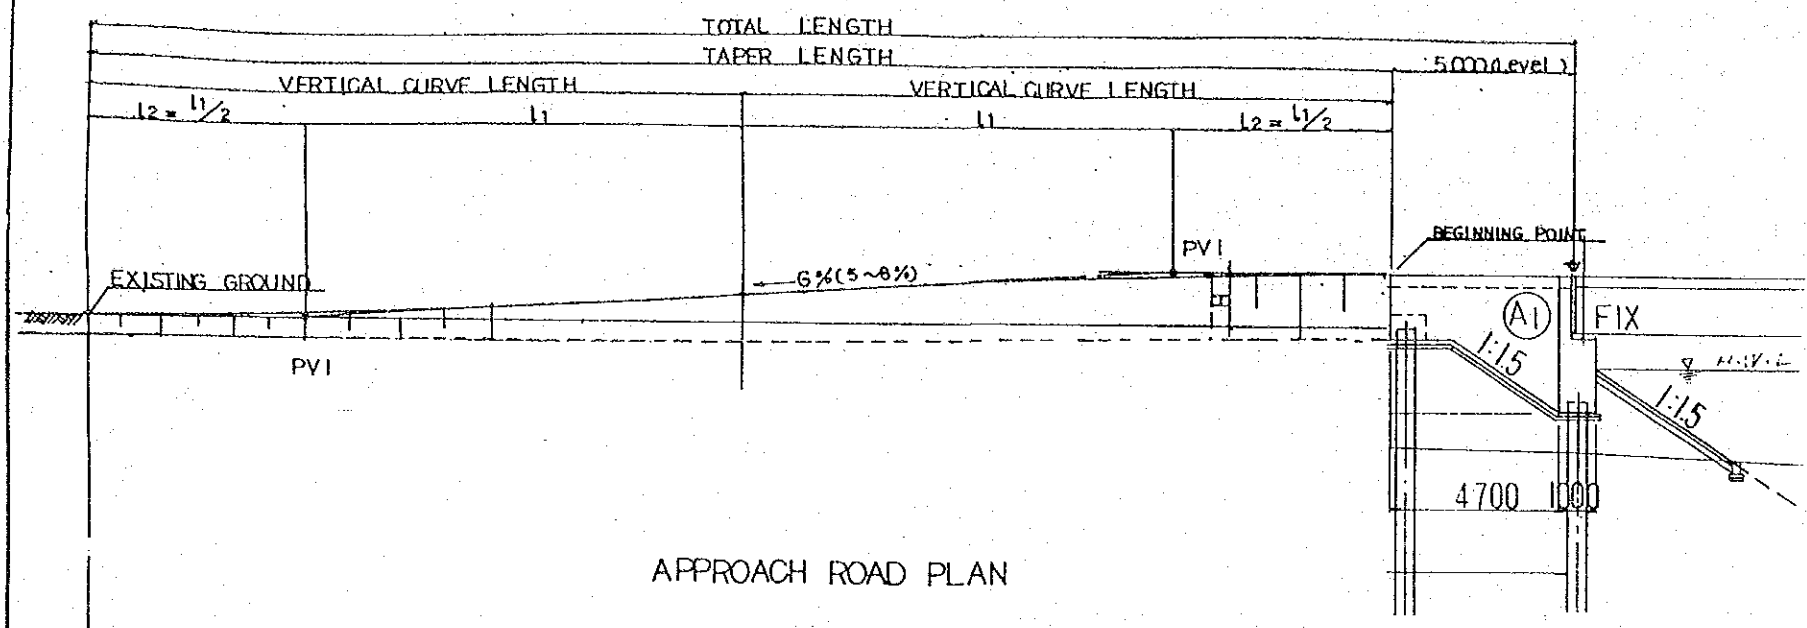 TOTAL LENGTH
TAPER LENGTH
5.000(Level)
VERTICAL CURVE LENGTH
VERTICAL CURVE LENGTH
l2 = l1/2
l1
l1
l2 = l1/2
BEGINNING POINT
PVI
G%(5~8%)
EXISTING GROUND
A1
FIX
1:1.5
H.W.L
PVI
1:1.5
4700 1000
APPROACH ROAD PLAN